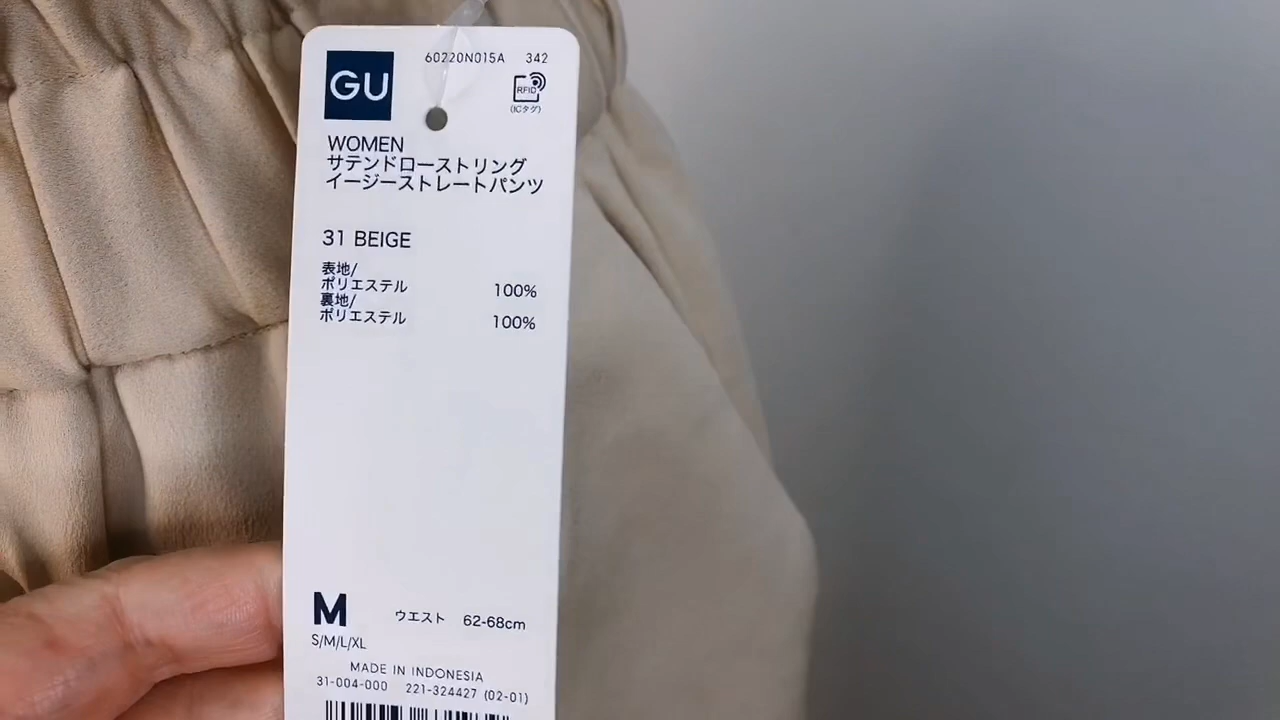 GU
60220N015A 342
RFID
(ICタグ)
WOMEN
サテンドローストリング
イージーストレートパンツ
31 BEIGE
表地/
ポリエステル 100%
裏地/
ポリエステル 100%
M ウエスト 62-68cm
S/M/L/XL
MADE IN INDONESIA
31-004-000 221-324427 (02-01)